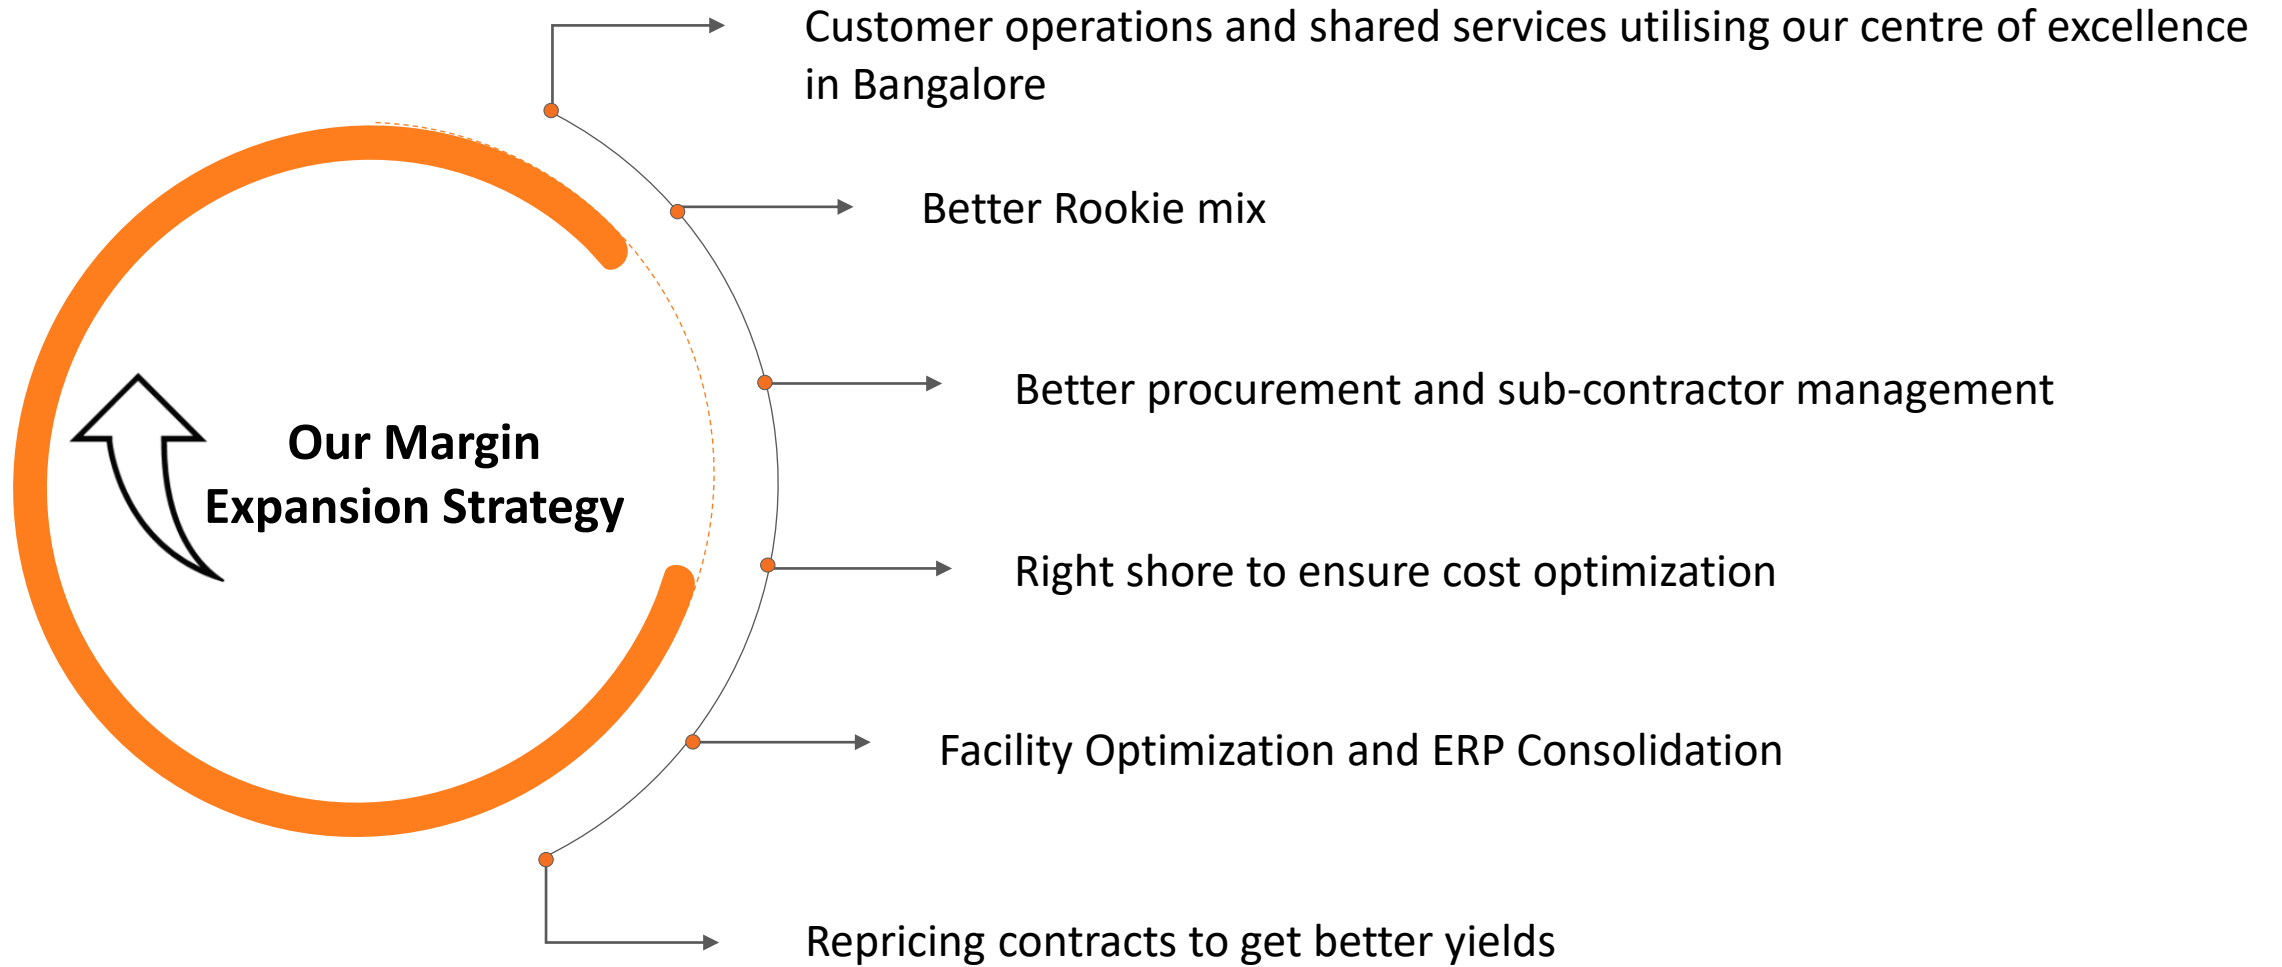 Customer operations and shared services utilising our centre of excellence
in Bangalore
Better Rookie mix
Better procurement and sub-contractor management
Our Margin
Expansion Strategy
Right shore to ensure cost optimization
Facility Optimization and ERP Consolidation
Repricing contracts to get better yields